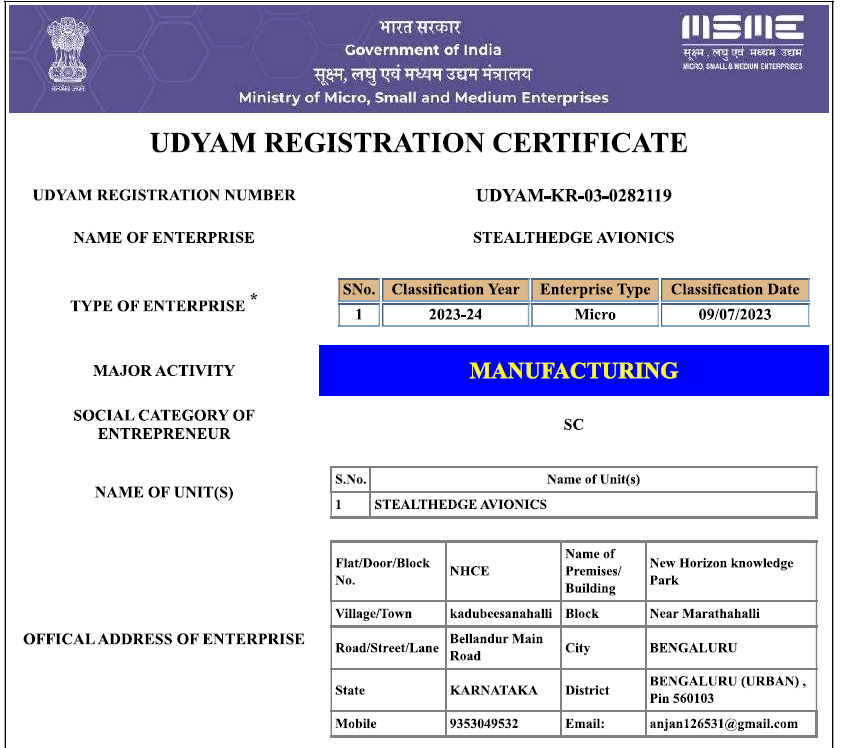 भारत सरकार
Government of India
सूक्ष्म, लघु एवं मध्यम उद्यम मंत्रालय
Ministry of Micro, Small and Medium Enterprises
सत्यमेव जयते
MSME
सूक्ष्म, लघु एवं मध्यम उद्यम
MICRO, SMALL & MEDIUM ENTERPRISES
UDYAM REGISTRATION CERTIFICATE
UDYAM REGISTRATION NUMBER UDYAM-KR-03-0282119
NAME OF ENTERPRISE STEALTHEDGE AVIONICS
TYPE OF ENTERPRISE *
SNo. Classification Year Enterprise Type Classification Date
1 2023-24 Micro 09/07/2023
MAJOR ACTIVITY MANUFACTURING
SOCIAL CATEGORY OF
ENTREPRENEUR
SC
NAME OF UNIT(S)
S.No. Name of Unit(s)
1 STEALTHEDGE AVIONICS
OFFICAL ADDRESS OF ENTERPRISE
Flat/Door/Block
No.
NHCE
Name of
Premises/
Building
New Horizon knowledge
Park
Village/Town kadubeesanahalli Block Near Marathahalli
Road/Street/Lane
Bellandur Main
Road
City BENGALURU
State KARNATAKA District
BENGALURU (URBAN) ,
Pin 560103
Mobile 9353049532 Email: anjan126531@gmail.com